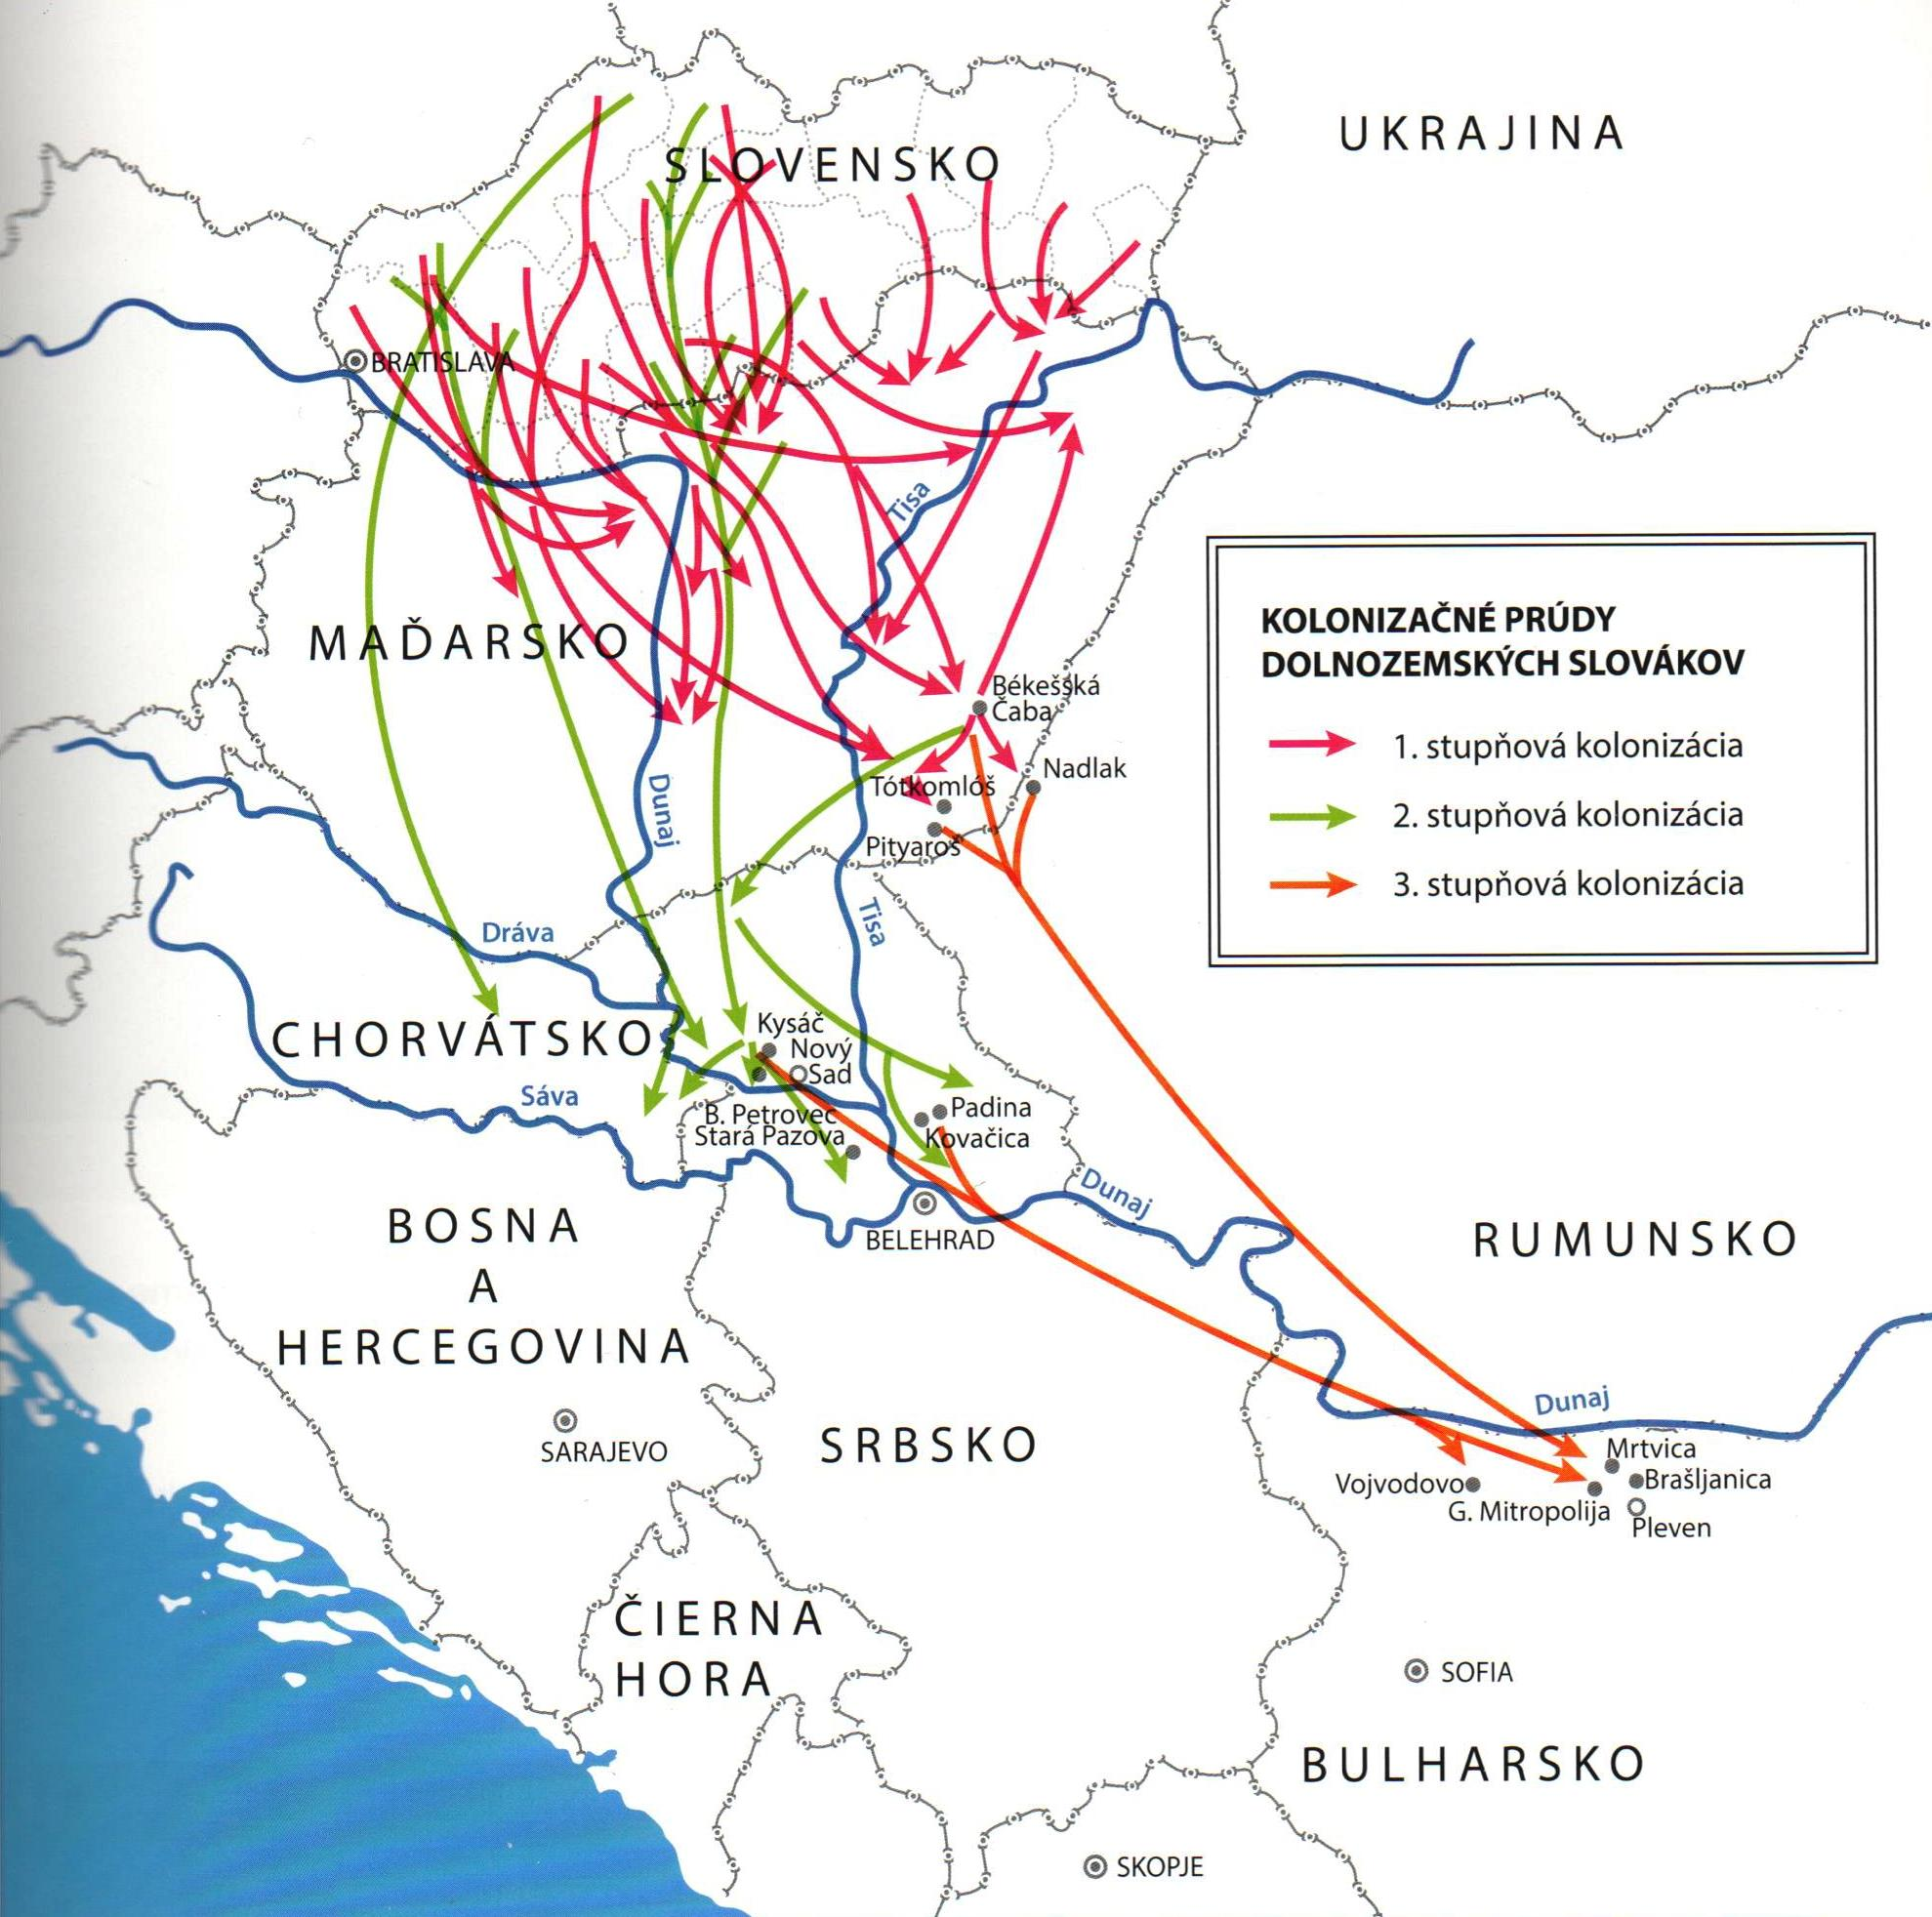 UKRAJINA
SLOVENSKO
BRATISLAVA
Tisa
KOLONIZAČNÉ PRÚDY
DOLNOZEMSKÝCH SLOVÁKOV
1. stupňová kolonizácia
2. stupňová kolonizácia
3. stupňová kolonizácia
MAĎARSKO
Békešská
Čaba
Nadlak
Tótkomlóš
Pityaroš
Dunaj
Tisa
Dráva
CHORVÁTSKO
Kysáč
Nový
Sad
Sáva
B. Petrovec
Stará Pazova
Padina
Kovačica
Dunaj
BELEHRAD
BOSNA
A
HERCEGOVINA
RUMUNSKO
SARAJEVO
SRBSKO
Dunaj
Mrtvica
Vojvodovo
Brašljanica
G. Mitropolija
Pleven
ČIERNA
HORA
SOFIA
BULHARSKO
SKOPJE